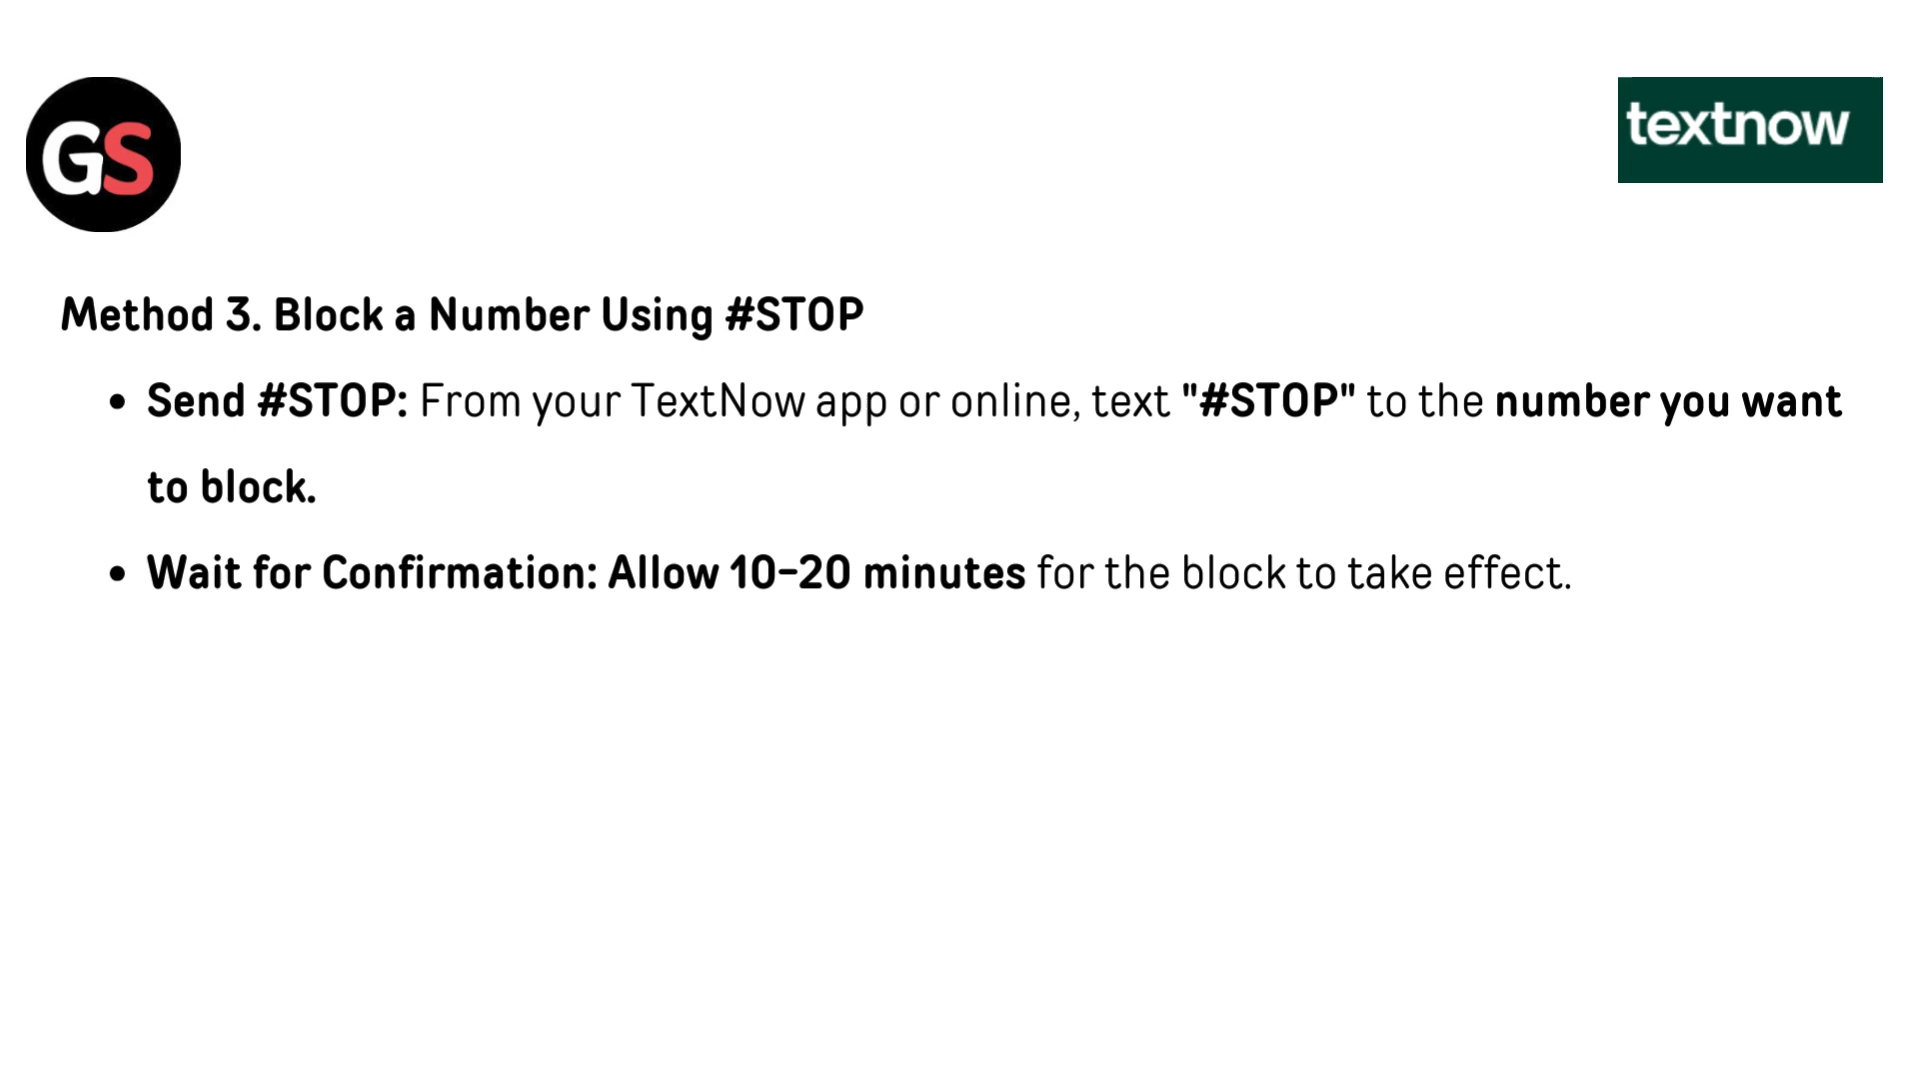 GS
textnow
Method 3. Block a Number Using #STOP
• Send #STOP: From your TextNow app or online, text "#STOP" to the number you want
to block.
• Wait for Confirmation: Allow 10–20 minutes for the block to take effect.